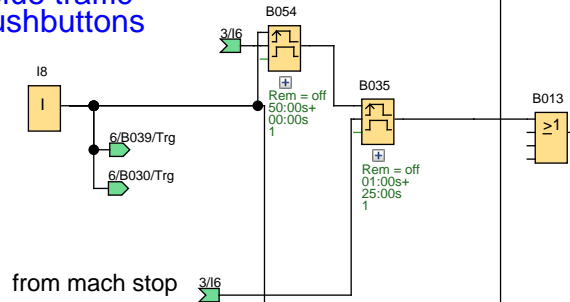 ushbuttons
B054
3/I6
I8
I
Rem = off
50:00s+
00:00s
1
B035
B013
≥1
6/B039/Trg
6/B030/Trg
Rem = off
01:00s+
25:00s
1
from mach stop
3/I6